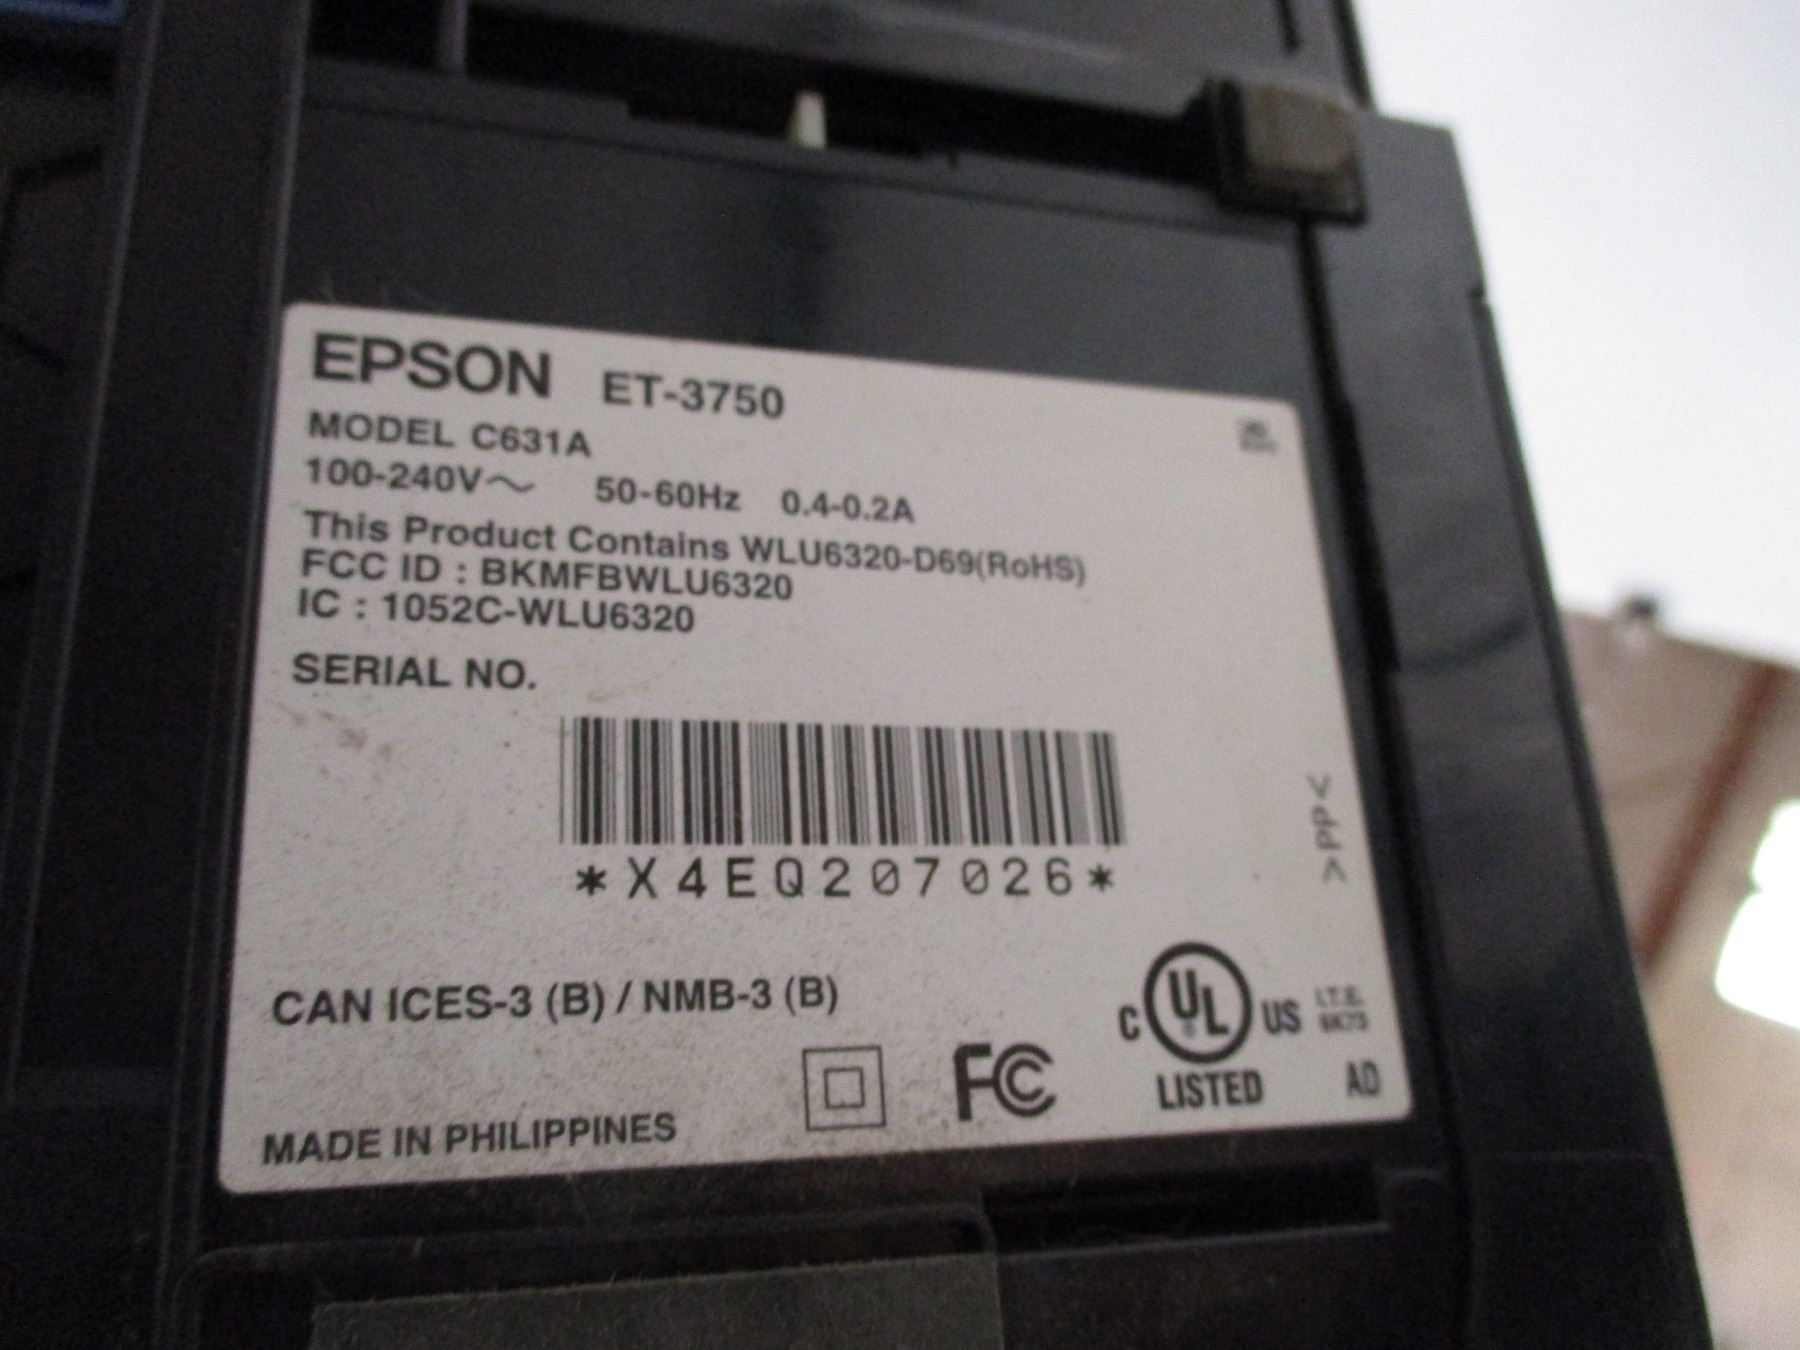 EPSON ET-3750
MODEL C631A
100-240V～ 50-60Hz 0.4-0.2A
This Product Contains WLU6320-D69(RoHS)
FCC ID : BKMFBWLU6320
IC : 1052C-WLU6320
SERIAL NO.
*X4EQ207026*
>PP<
CAN ICES-3 (B) / NMB-3 (B)
C UL US
LISTED
I.T.E.
AD
FC
MADE IN PHILIPPINES